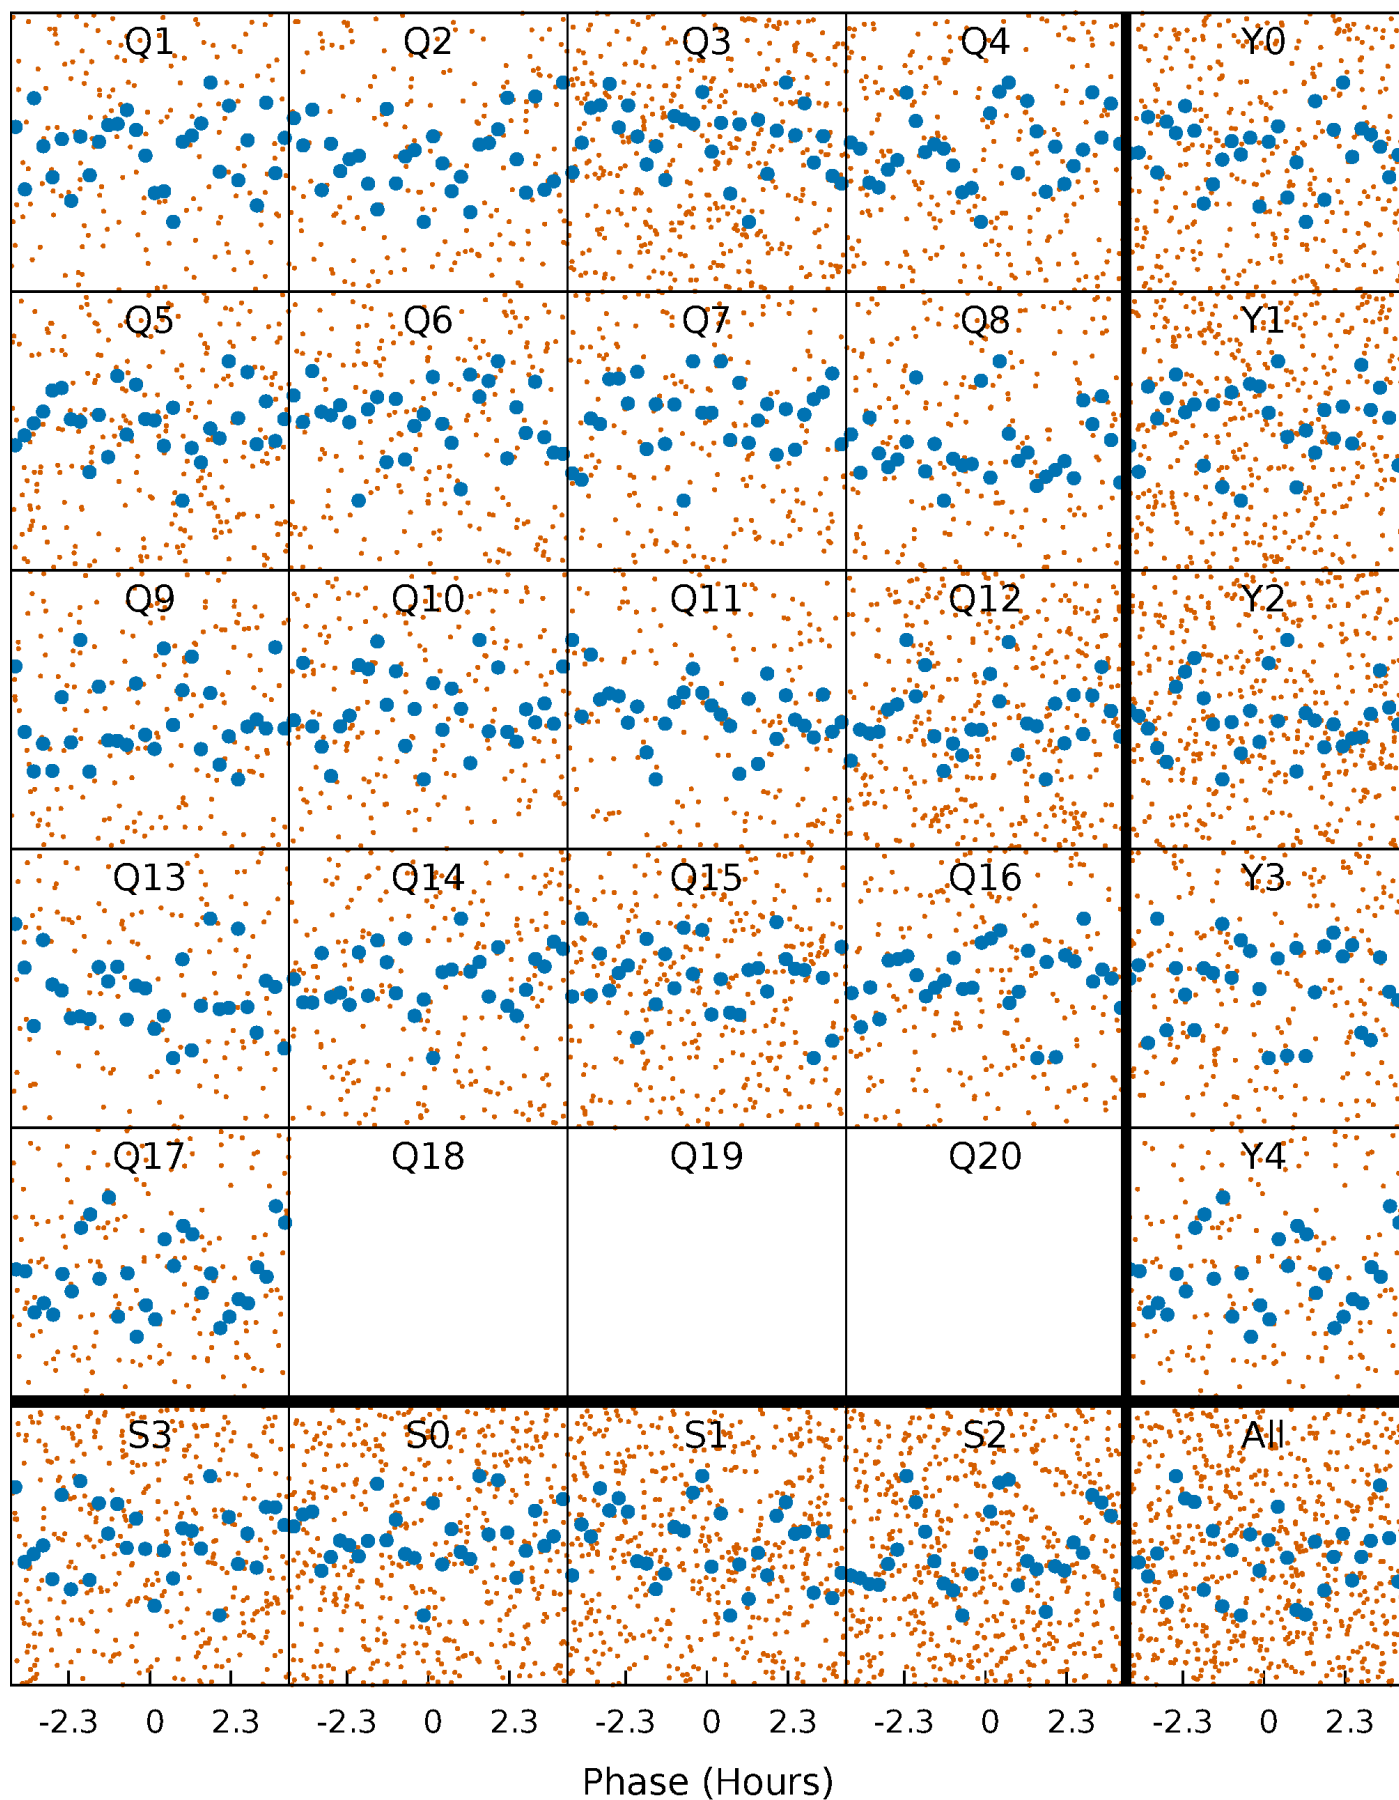 Q1 Q2 Q3 Q4 Y0
Q5 Q6 Q7 Q8 Y1
Q9 Q10 Q11 Q12 Y2
Q13 Q14 Q15 Q16 Y3
Q17 Q18 Q19 Q20 Y4
S3 S0 S1 S2 All
-2.3 0 2.3 -2.3 0 2.3 -2.3 0 2.3 -2.3 0 2.3 -2.3 0 2.3
Phase (Hours)